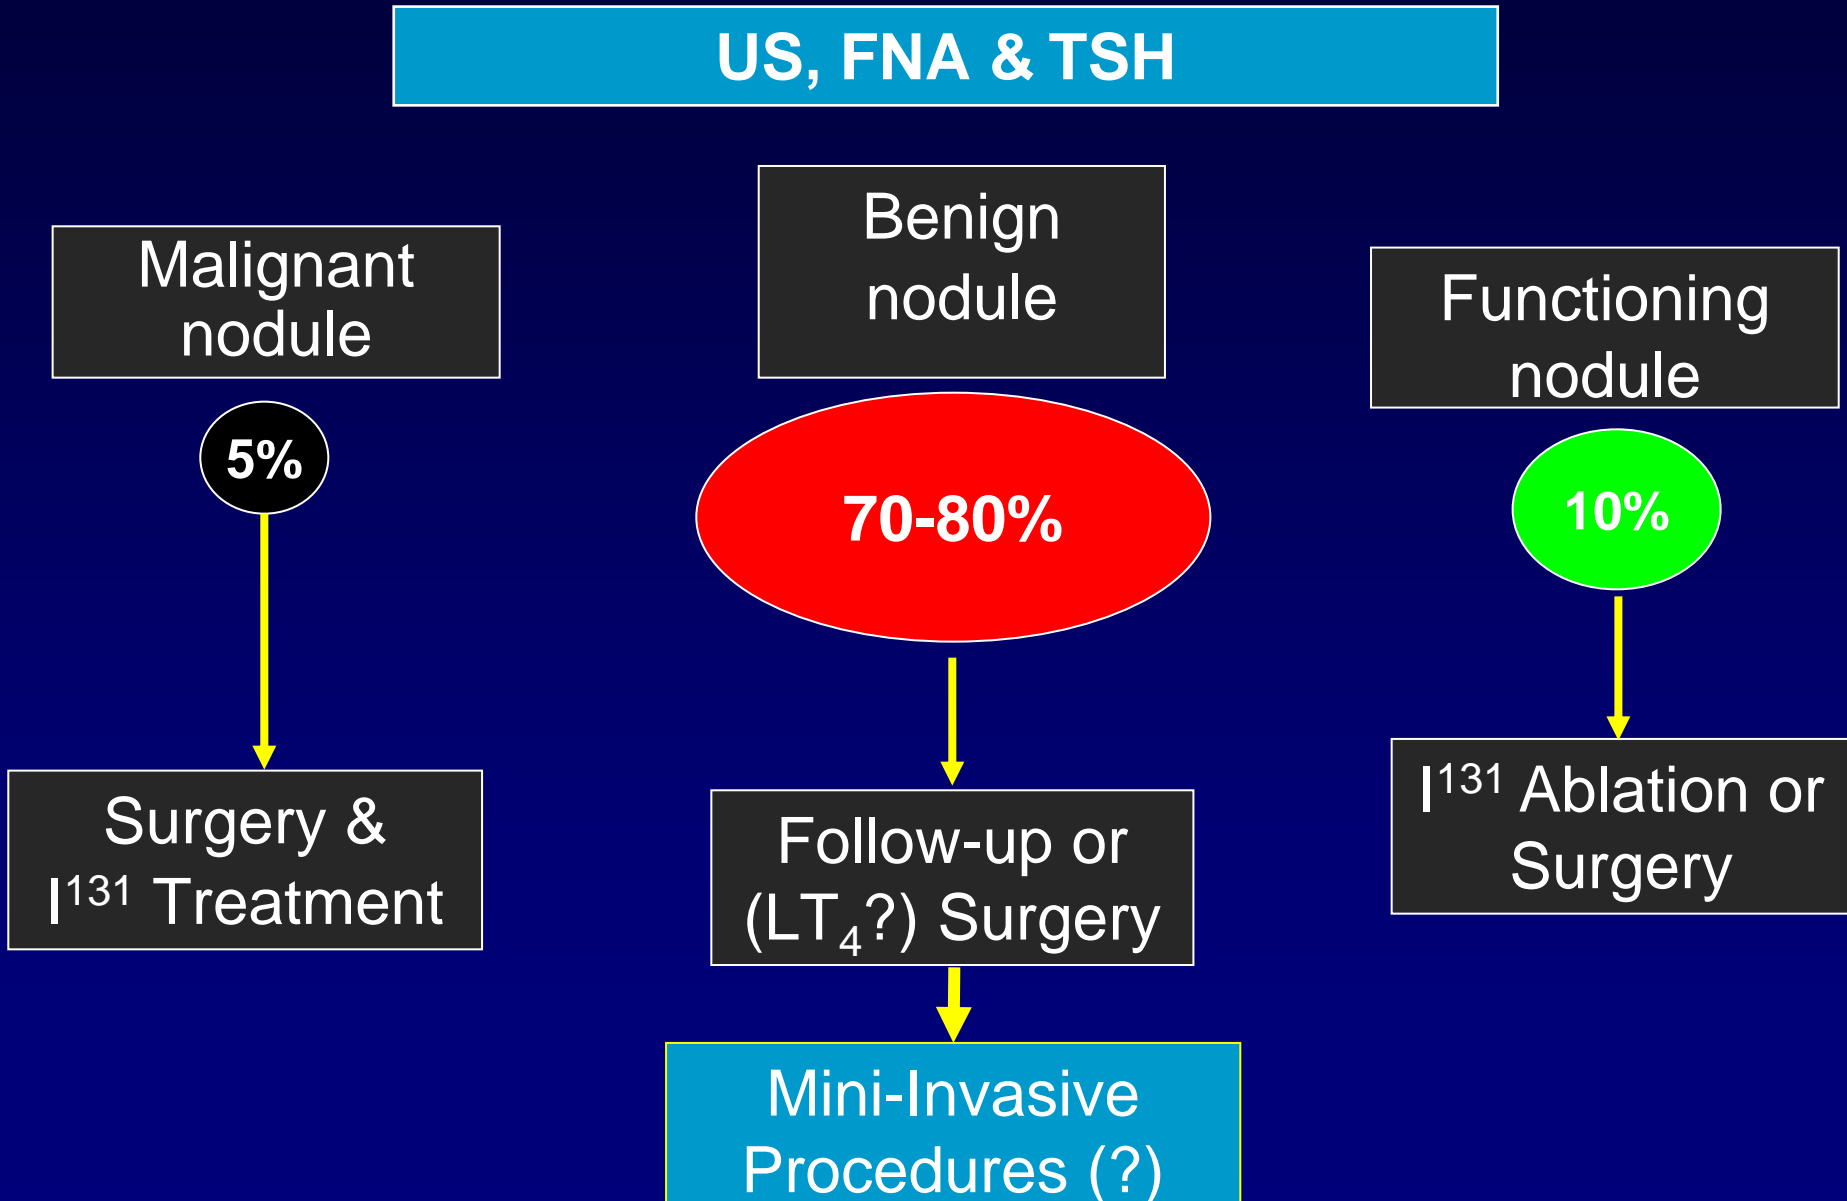 US, FNA & TSH
Malignant
nodule
5%
Surgery &
I¹³¹ Treatment
Benign
nodule
70-80%
Follow-up or
(LT₄?) Surgery
Mini-Invasive
Procedures (?)
Functioning
nodule
10%
I¹³¹ Ablation or
Surgery